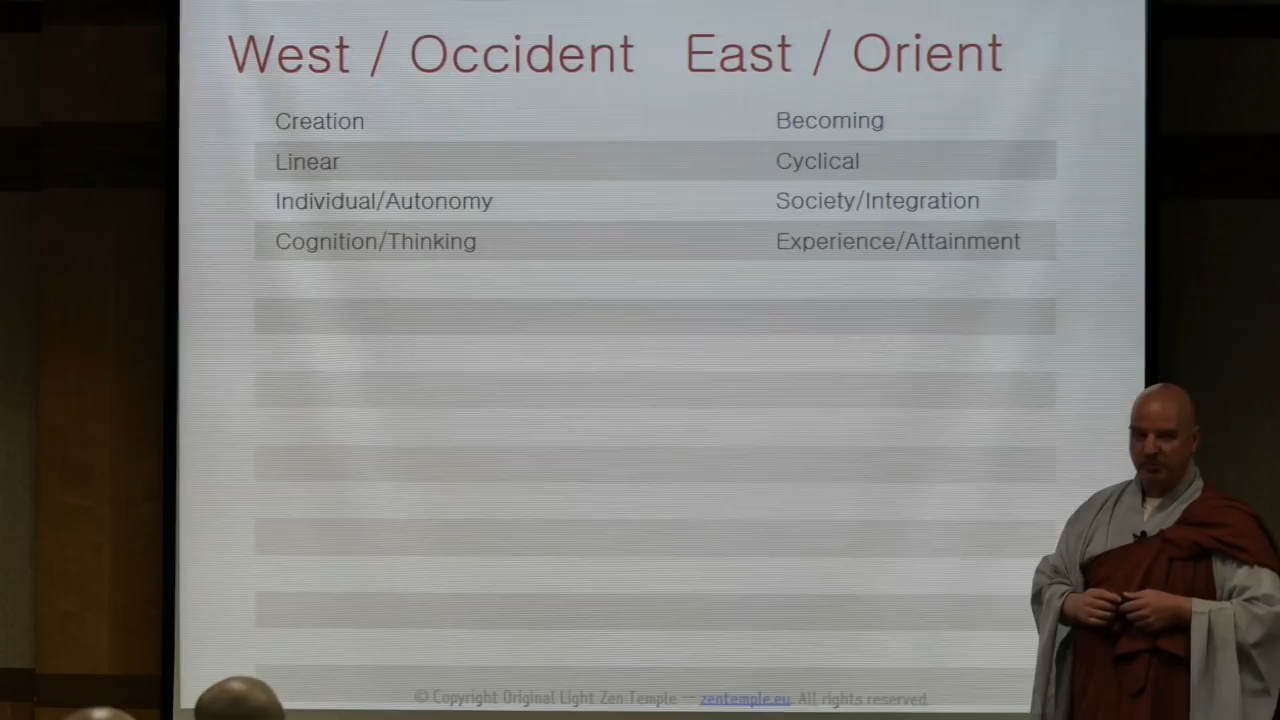 West / Occident East / Orient
Creation Becoming
Linear Cyclical
Individual/Autonomy Society/Integration
Cognition/Thinking Experience/Attainment
© Copyright Original Light Zen Temple — zentemple.eu. All rights reserved.